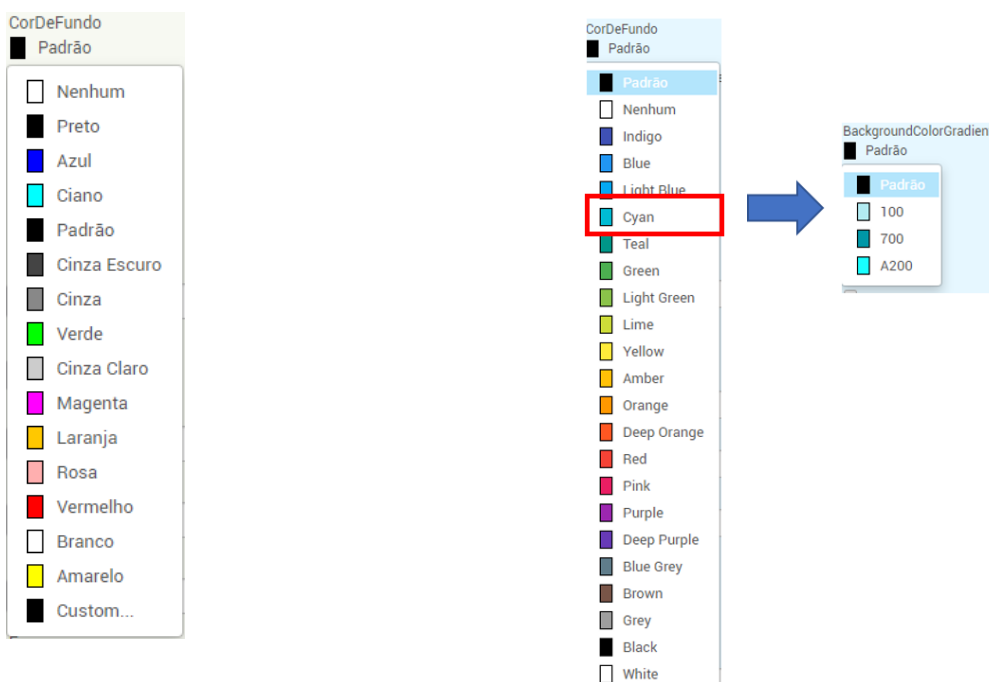 CorDeFundo
Padrão
Nenhum
Preto
Azul
Ciano
Padrão
Cinza Escuro
Cinza
Verde
Cinza Claro
Magenta
Laranja
Rosa
Vermelho
Branco
Amarelo
Custom...
CorDeFundo
Padrão
Padrão
Nenhum
Indigo
Blue
Light Blue
Cyan
Teal
Green
Light Green
Lime
Yellow
Amber
Orange
Deep Orange
Red
Pink
Purple
Deep Purple
Blue Grey
Brown
Grey
Black
White
BackgroundColorGradien
Padrão
Padrão
100
700
A200